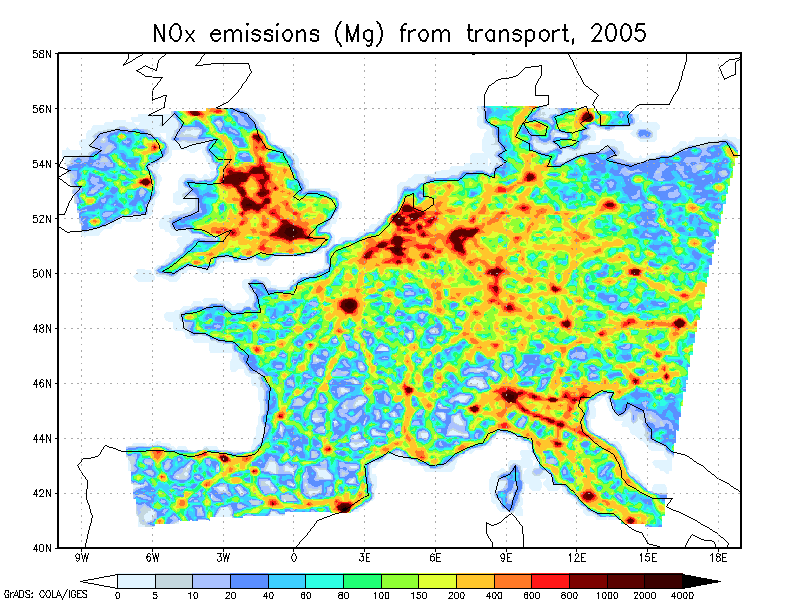 NOx emissions (Mg) from transport, 2005
58N
56N
54N
52N
50N
48N
46N
44N
42N
40N
9W 6W 3W 0 3E 6E 9E 12E 15E 18E
0 5 10 20 40 60 80 100 150 200 400 600 800 1000 2000 4000
GrADS: COLA/IGES